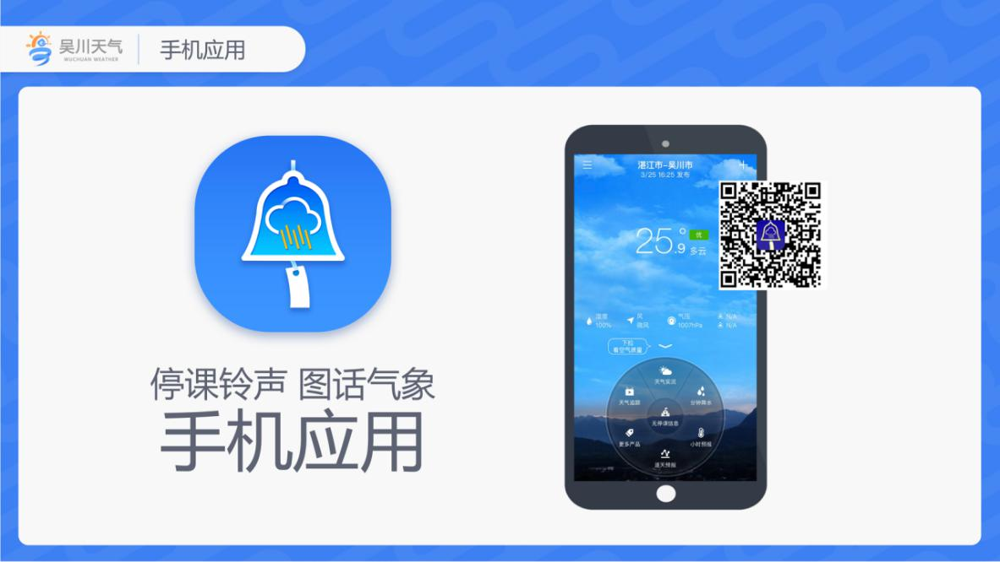 吴川天气
WUCHUAN WEATHER
手机应用
停课铃声 图话气象
手机应用
湛江市-吴川市
3/25 16:25 发布
25.9°
优
多云
湿度
100%
风
微风
气压
1007hPa
N/A
N/A
下拉
看空气质量
天气实况
天气追踪
分钟降水
无停课信息
更多产品
小时预报
逐天预报